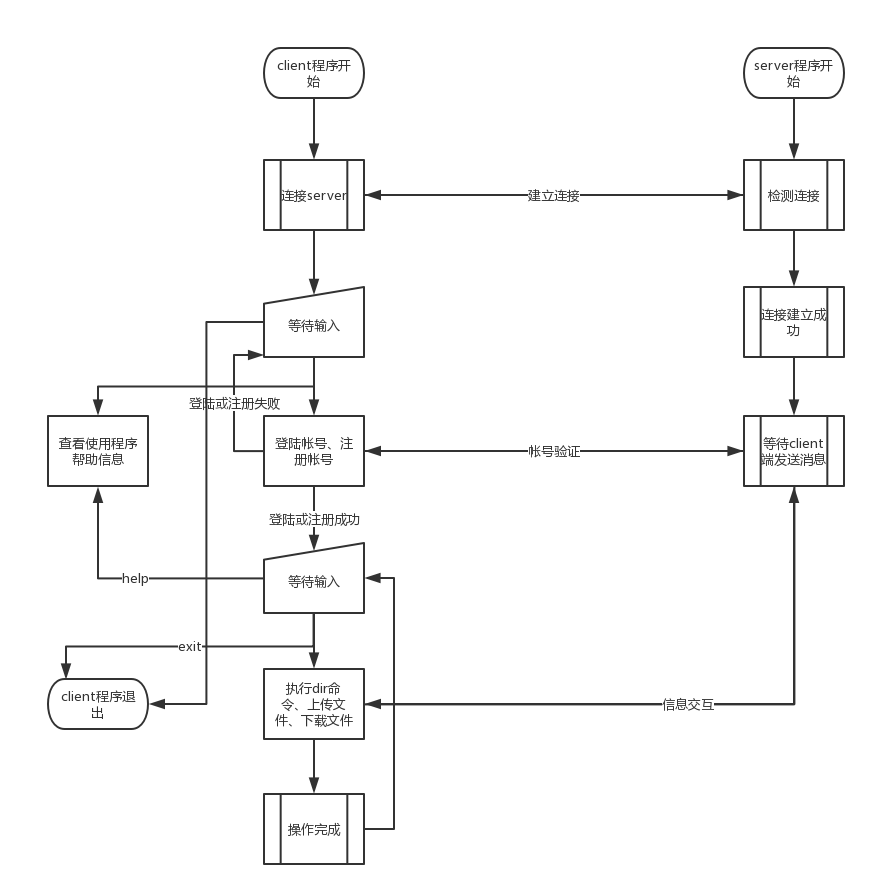 client程序开
始
server程序开
始
连接server
建立连接
检测连接
等待输入
连接建立成
功
登陆或注册失败
查看使用程序
帮助信息
登陆帐号、注
册帐号
帐号验证
等待client
端发送消息
登陆或注册成功
help
等待输入
exit
client程序退
出
执行dir命
令、上传文
件、下载文件
信息交互
操作完成